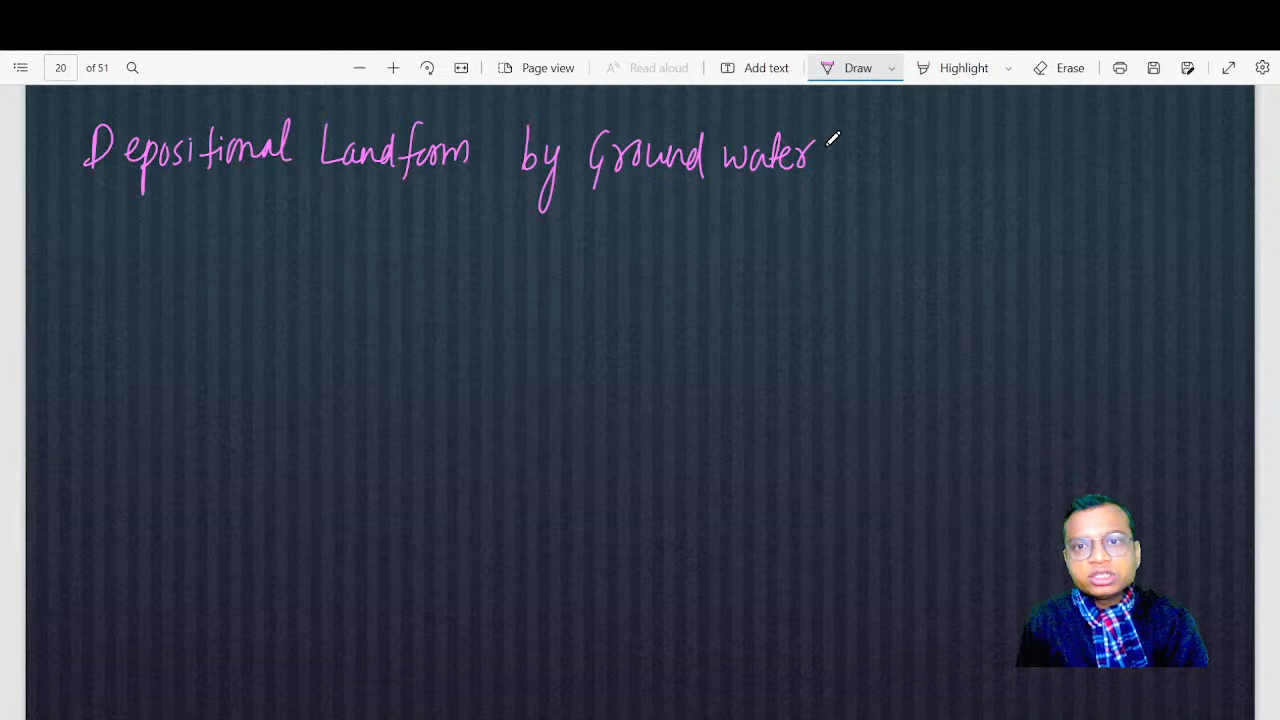 20 of 51 Page view Read aloud Add text Draw Highlight Erase
Depositional Landform by Ground water